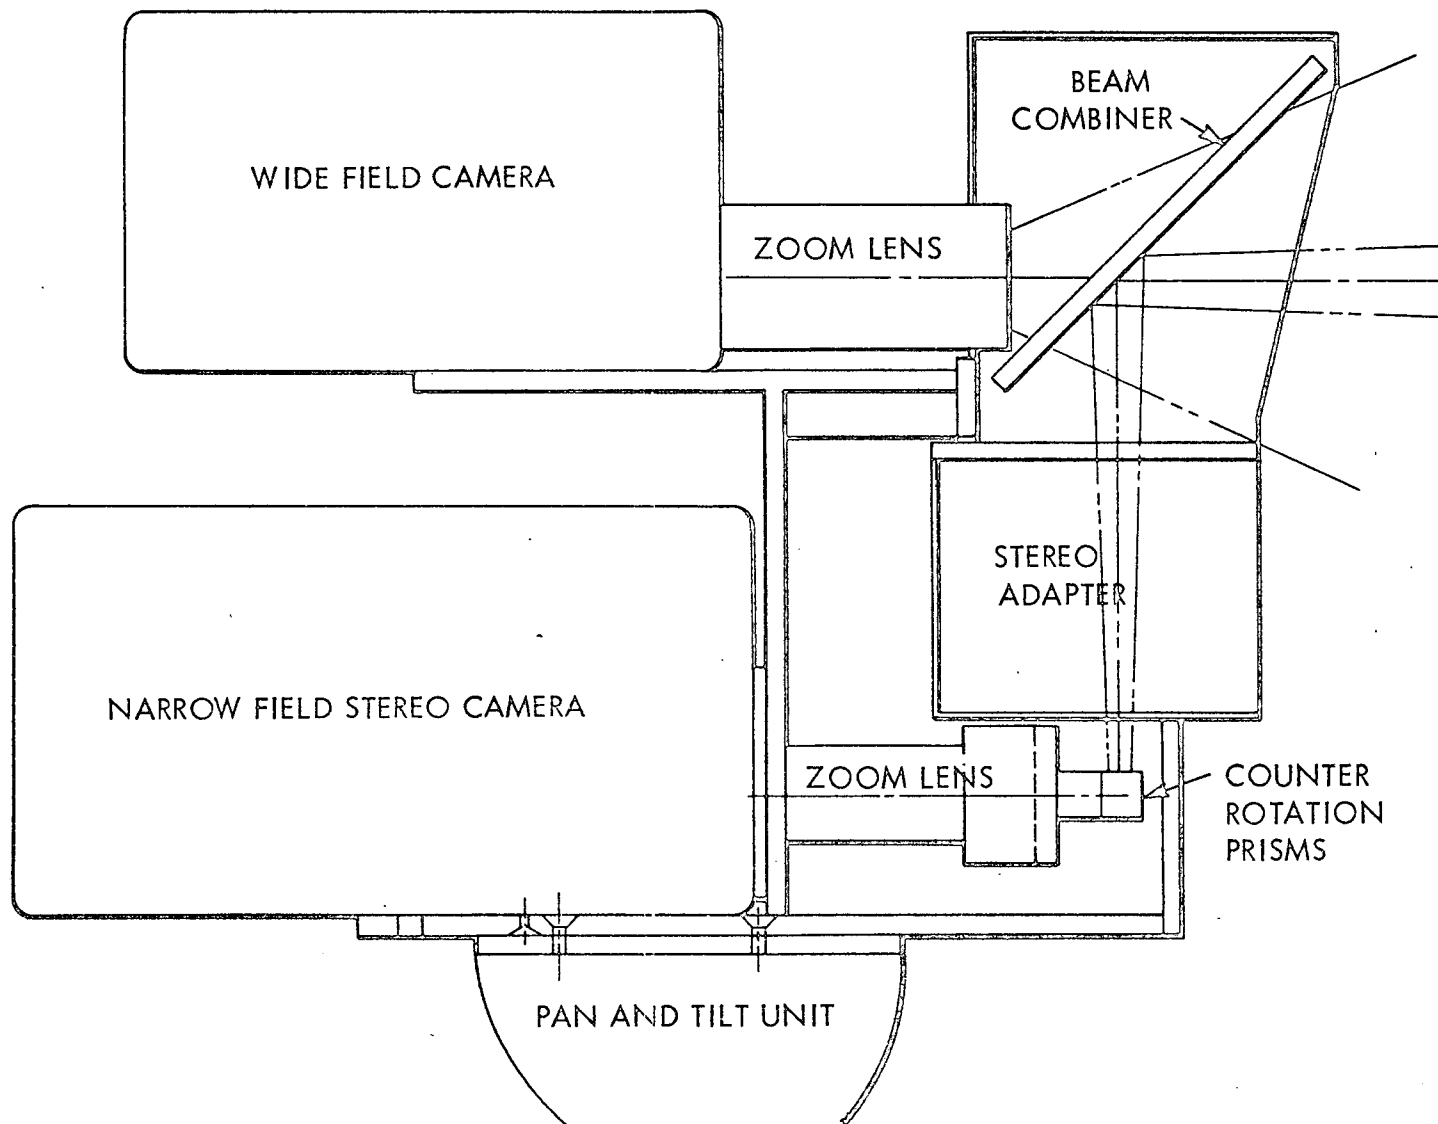 BEAM
COMBINER
WIDE FIELD CAMERA
ZOOM LENS
STEREO
ADAPTER
NARROW FIELD STEREO CAMERA
ZOOM LENS
COUNTER
ROTATION
PRISMS
PAN AND TILT UNIT